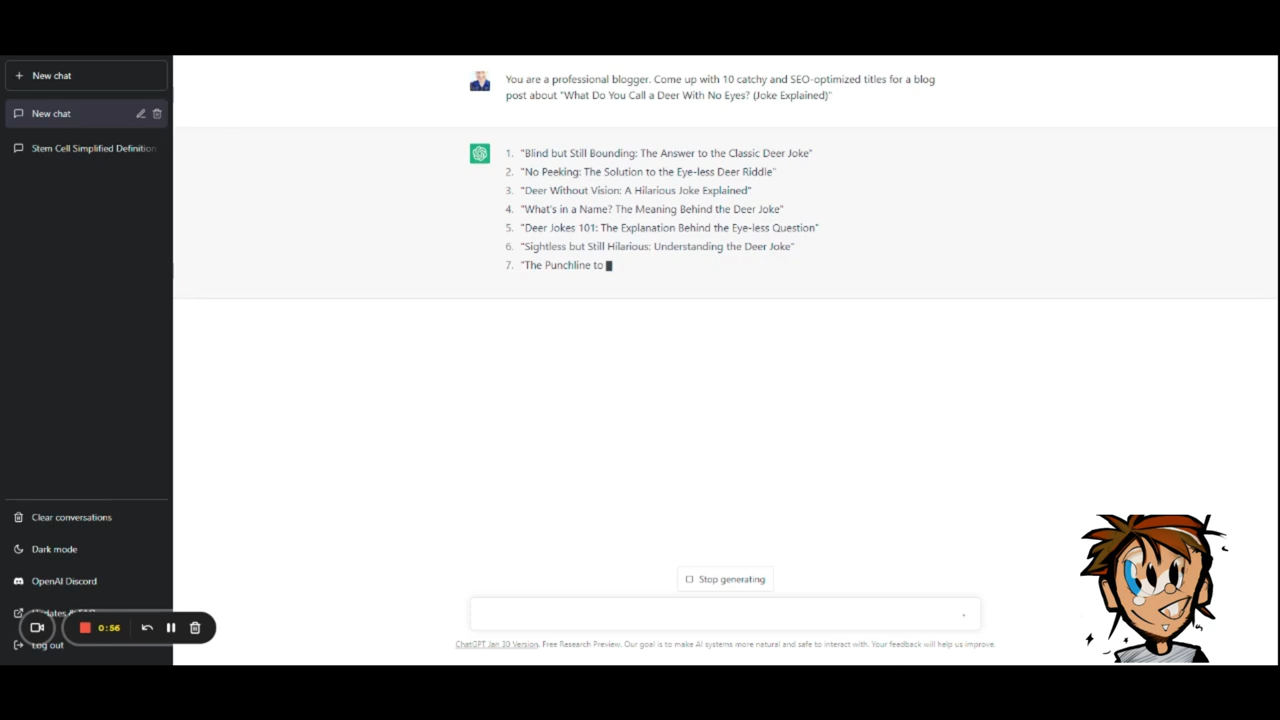 New chat
New chat
Stem Cell Simplified Definition
Clear conversations
Dark mode
OpenAI Discord
Updates & FAQ
Log out
0:56
You are a professional blogger. Come up with 10 catchy and SEO-optimized titles for a blog
post about "What Do You Call a Deer With No Eyes? (Joke Explained)"
1. "Blind but Still Bounding: The Answer to the Classic Deer Joke"
2. "No Peeking: The Solution to the Eye-less Deer Riddle"
3. "Deer Without Vision: A Hilarious Joke Explained"
4. "What's in a Name? The Meaning Behind the Deer Joke"
5. "Deer Jokes 101: The Explanation Behind the Eye-less Question"
6. "Sightless but Still Hilarious: Understanding the Deer Joke"
7. "The Punchline to
Stop generating
ChatGPT Jan 30 Version. Free Research Preview. Our goal is to make AI systems more natural and safe to interact with. Your feedback will help us improve.